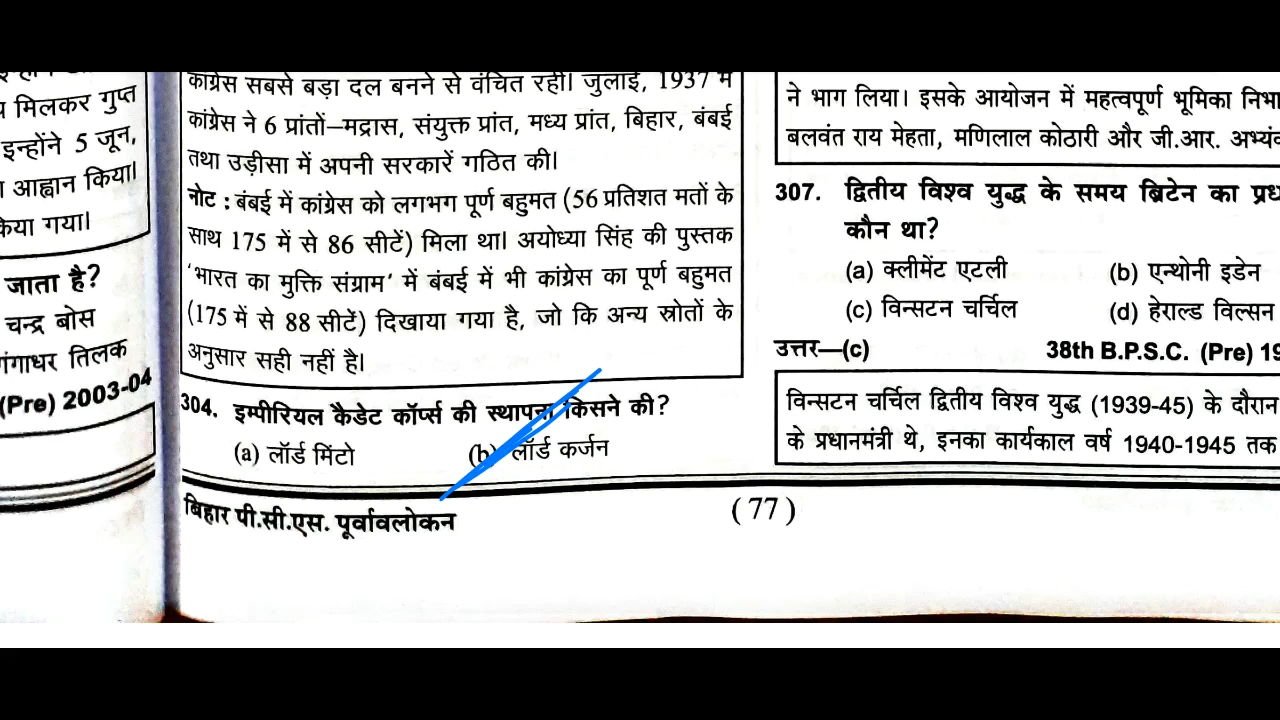 य मिलकर गुप्त
इन्होंने 5 जून,
आह्वान किया।
किया गया।
जाता है?
चन्द्र बोस
गंगाधर तिलक
(Pre) 2003-04
कांग्रेस सबसे बड़ा दल बनने से वंचित रही। जुलाई, 1937 में
कांग्रेस ने 6 प्रांतों–मद्रास, संयुक्त प्रांत, मध्य प्रांत, बिहार, बंबई
तथा उड़ीसा में अपनी सरकारें गठित की।
नोट : बंबई में कांग्रेस को लगभग पूर्ण बहुमत (56 प्रतिशत मतों के
साथ 175 में से 86 सीटें) मिला था। अयोध्या सिंह की पुस्तक
‘भारत का मुक्ति संग्राम’ में बंबई में भी कांग्रेस का पूर्ण बहुमत
(175 में से 88 सीटें) दिखाया गया है, जो कि अन्य स्रोतों के
अनुसार सही नहीं है।
304. इम्पीरियल कैडेट कॉर्प्स की स्थापना किसने की?
(a) लॉर्ड मिंटो (b) लॉर्ड कर्जन
बिहार पी.सी.एस. पूर्वावलोकन
(77)
ने भाग लिया। इसके आयोजन में महत्वपूर्ण भूमिका निभा
बलवंत राय मेहता, मणिलाल कोठारी और जी.आर. अभ्यं
307. द्वितीय विश्व युद्ध के समय ब्रिटेन का प्रध
कौन था?
(a) क्लीमेंट एटली (b) एन्थोनी इडेन
(c) विन्सटन चर्चिल (d) हेराल्ड विल्सन
उत्तर—(c) 38th B.P.S.C. (Pre) 19
विन्सटन चर्चिल द्वितीय विश्व युद्ध (1939-45) के दौरान
के प्रधानमंत्री थे, इनका कार्यकाल वर्ष 1940-1945 तक